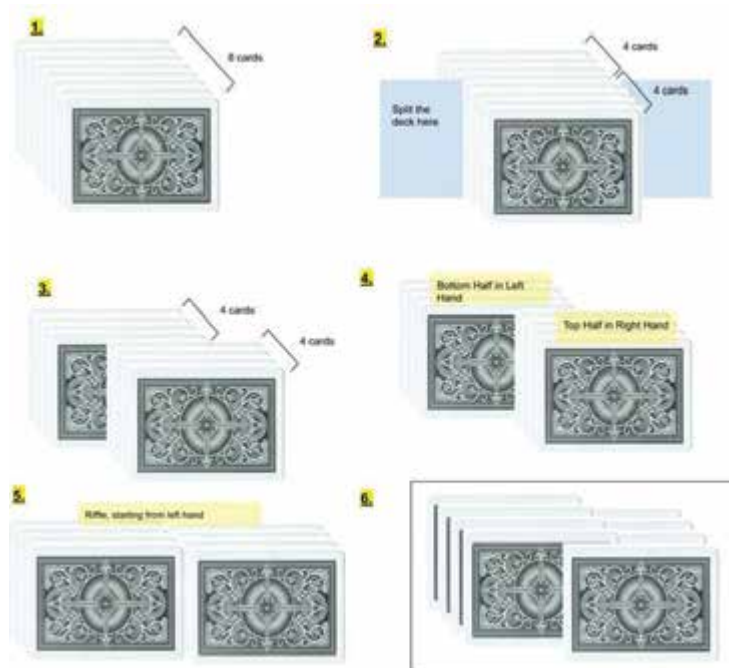 1.
8 cards
2.
4 cards
4 cards
Split the
deck here
3.
4 cards
4 cards
4.
Bottom Half in Left
Hand
Top Half in Right Hand
5.
Riffle, starting from left hand
6.